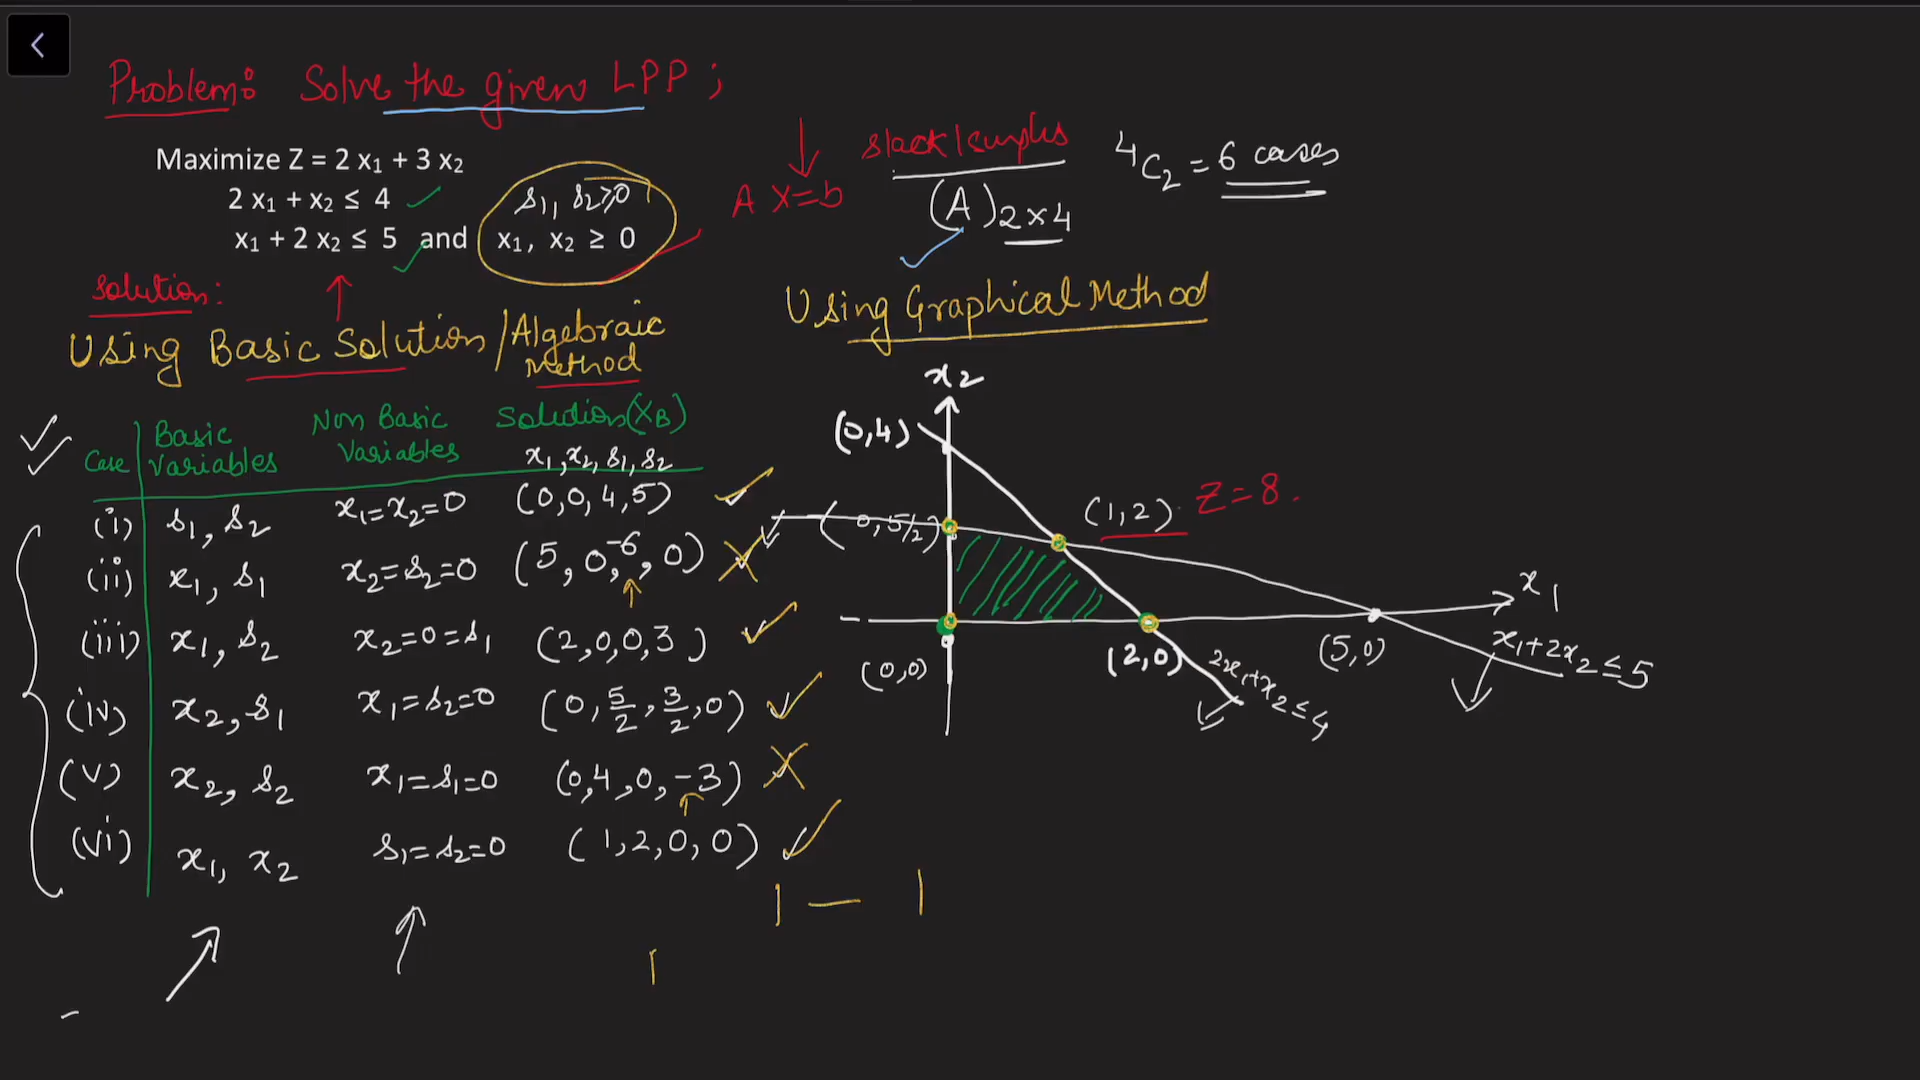 Problem: Solve the given LPP;
Maximize Z = 2 x₁ + 3 x₂
2 x₁ + x₂ ≤ 4
x₁ + 2 x₂ ≤ 5 and x₁, x₂ ≥ 0
s₁, s₂ ≥ 0
A X = b
slack/surplus
(A)₂ₓ₄
⁴C₂ = 6 cases
Solution:
Using Basic Solution/Algebraic Method
Case Basic Variables Non Basic Variables Solution (X_B)
x₁, x₂, s₁, s₂
(i) s₁, s₂ x₁=x₂=0 (0,0,4,5)
(ii) x₁, s₁ x₂=s₂=0 (5, 0, -6, 0)
(iii) x₁, s₂ x₂=0=s₁ (2,0,0,3)
(iv) x₂, s₁ x₁=s₂=0 (0, 5/2, 3/2, 0)
(v) x₂, s₂ x₁=s₁=0 (0,4,0,-3)
(vi) x₁, x₂ s₁=s₂=0 (1,2,0,0)
Using Graphical Method
x₂
(0,4)
(1,2) Z=8.
(0,5/2)
x₁
(0,0)
(2,0)
(5,0)
2x₁+x₂≤4
x₁+2x₂≤5